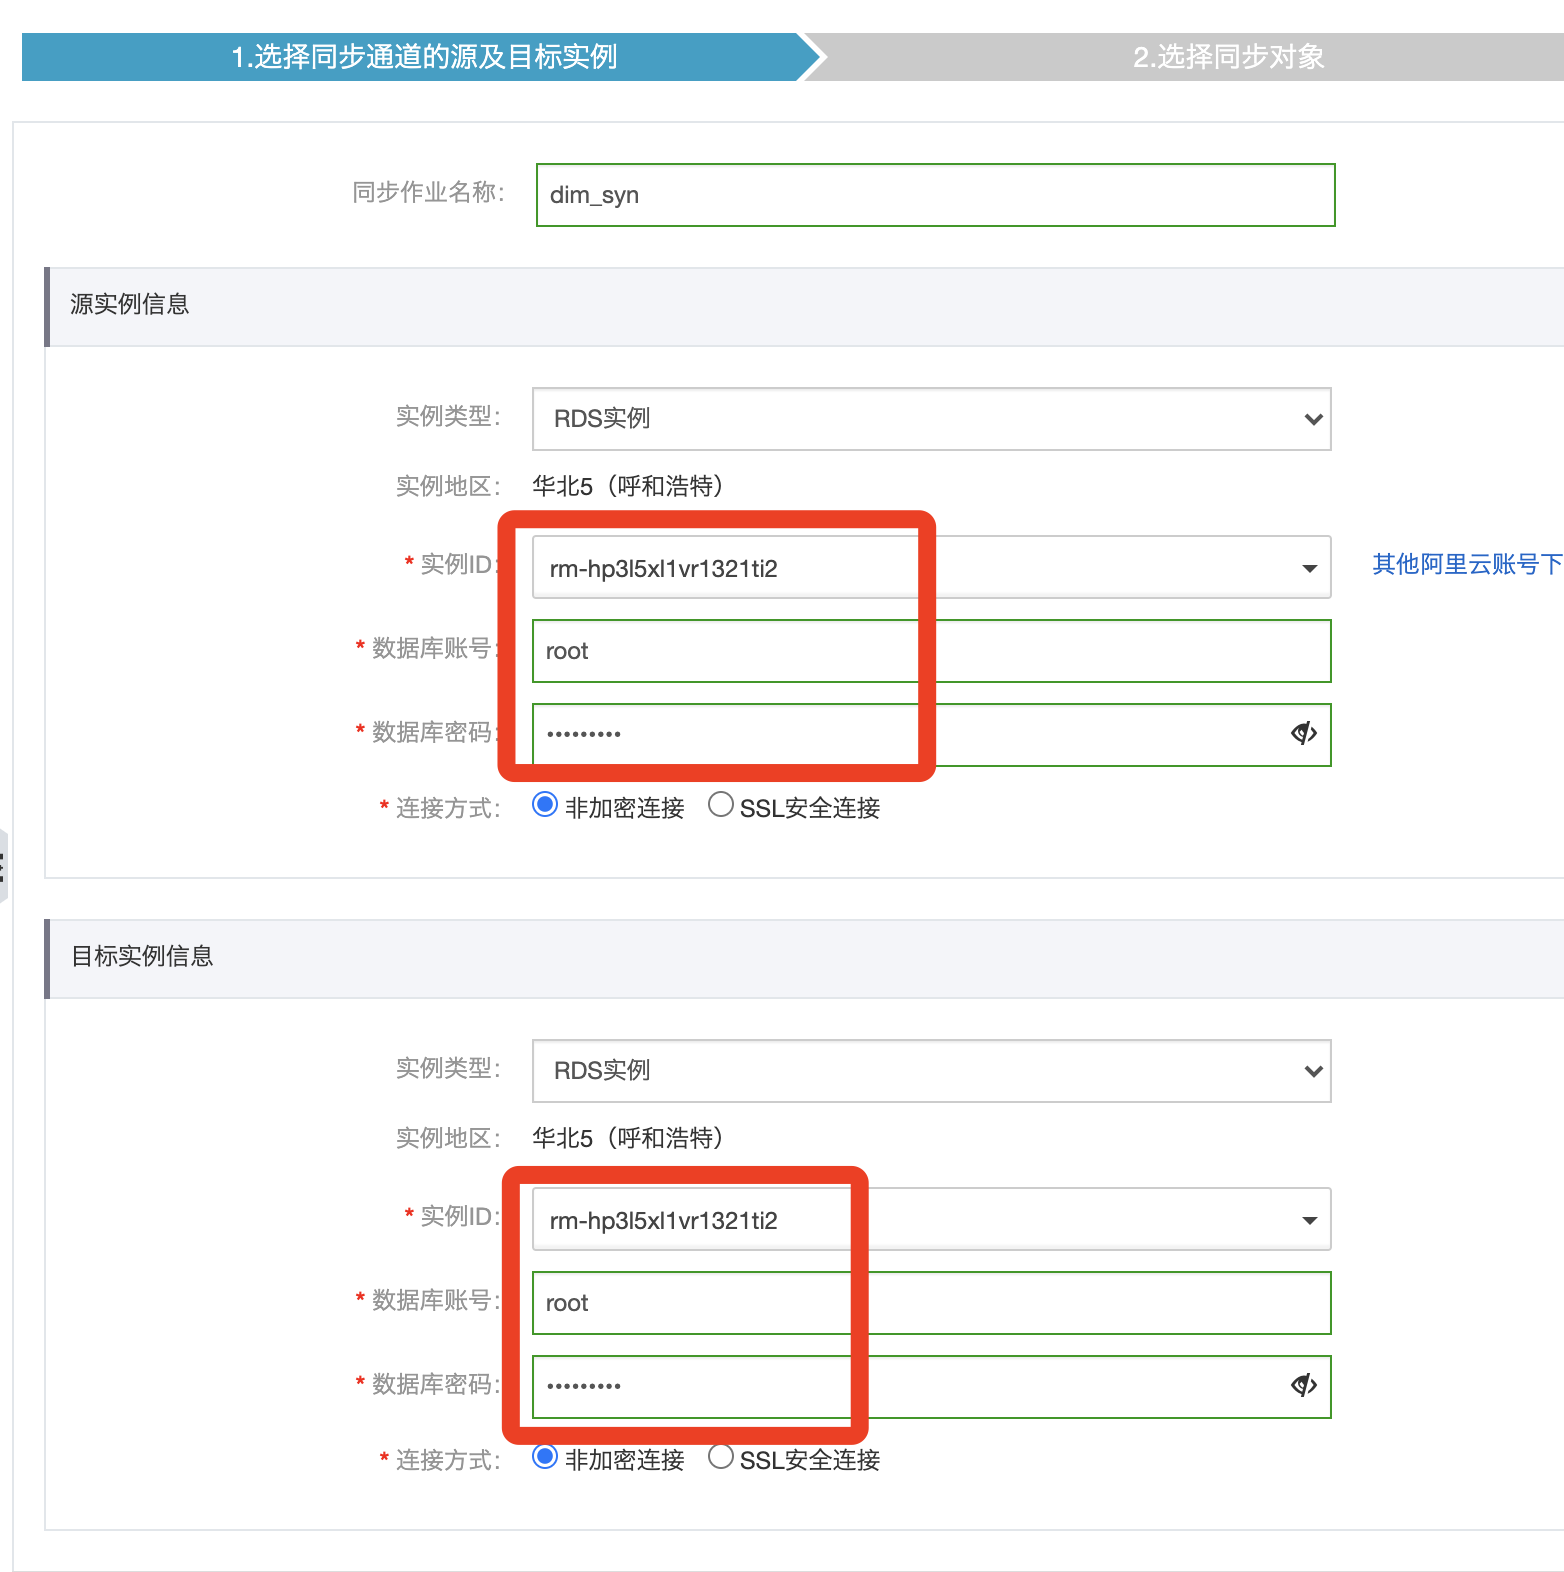 1.选择同步通道的源及目标实例
2.选择同步对象
同步作业名称:
dim_syn
源实例信息
实例类型:
RDS实例
实例地区:
华北5（呼和浩特）
* 实例ID:
rm-hp3l5xl1vr1321ti2
其他阿里云账号下
* 数据库账号:
root
* 数据库密码:
•••••••••
* 连接方式:
非加密连接 SSL安全连接
目标实例信息
实例类型:
RDS实例
实例地区:
华北5（呼和浩特）
* 实例ID:
rm-hp3l5xl1vr1321ti2
* 数据库账号:
root
* 数据库密码:
•••••••••
* 连接方式:
非加密连接 SSL安全连接